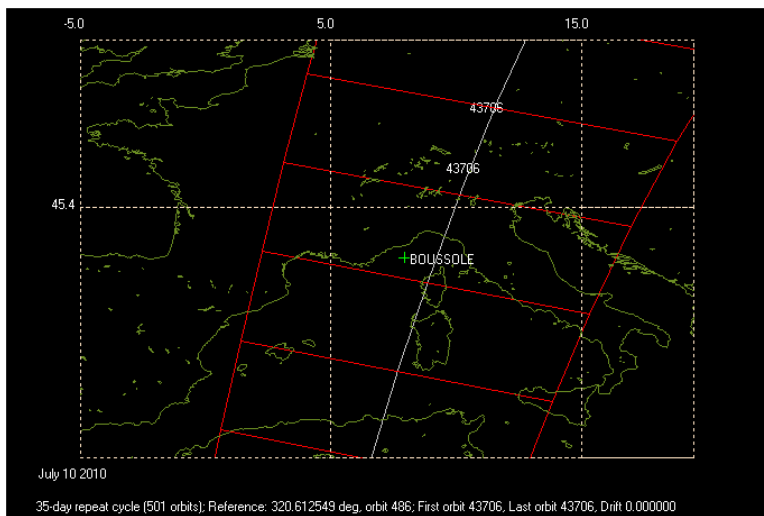 -5.0 5.0 15.0
43706
43706
45.4
BOUSSOLE
July 10 2010
35-day repeat cycle (501 orbits); Reference: 320.612549 deg, orbit 486; First orbit 43706, Last orbit 43706, Drift 0.000000